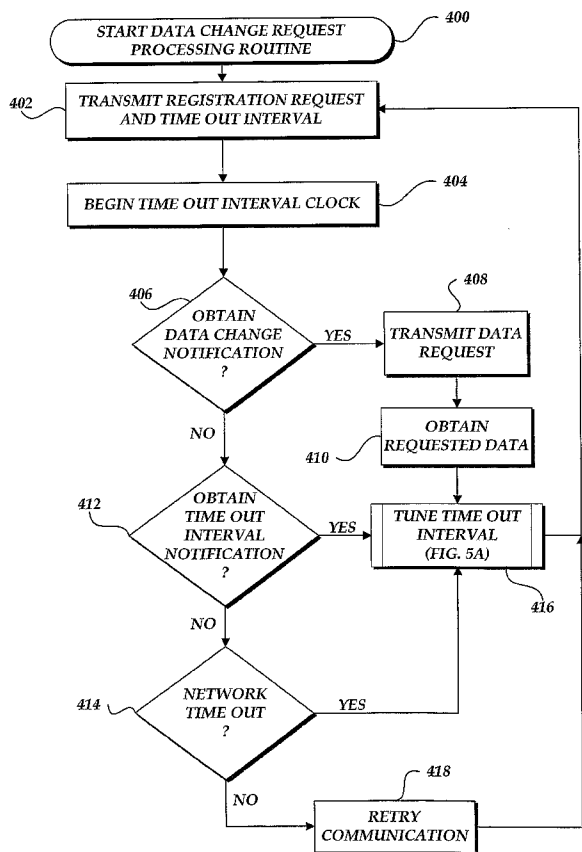 START DATA CHANGE REQUEST
PROCESSING ROUTINE
400
402
TRANSMIT REGISTRATION REQUEST
AND TIME OUT INTERVAL
404
BEGIN TIME OUT INTERVAL CLOCK
406
OBTAIN
DATA CHANGE
NOTIFICATION
?
YES
408
TRANSMIT DATA
REQUEST
NO
410
OBTAIN
REQUESTED DATA
412
OBTAIN
TIME OUT
INTERVAL
NOTIFICATION
?
YES
TUNE TIME OUT
INTERVAL
(FIG. 5A)
416
NO
414
NETWORK
TIME OUT
?
YES
NO
418
RETRY
COMMUNICATION